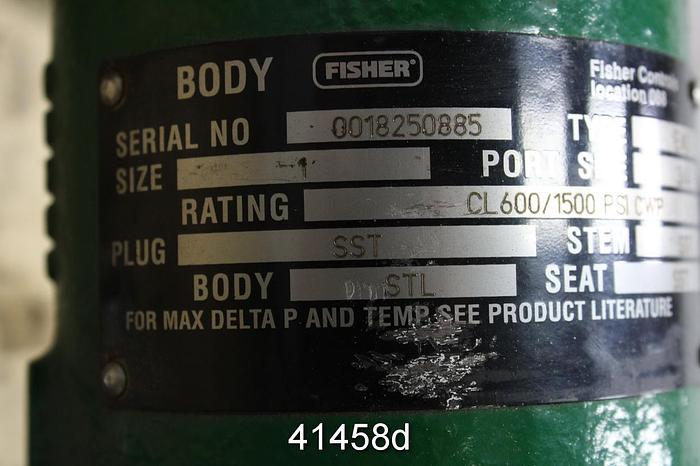 BODY FISHER® Fisher Controls
location 000
SERIAL NO 0018250885 TYPE
SIZE PORT SIZE
RATING CL600/1500 PSI CWP
PLUG SST STEM
BODY STL SEAT
FOR MAX DELTA P AND TEMP SEE PRODUCT LITERATURE
41458d